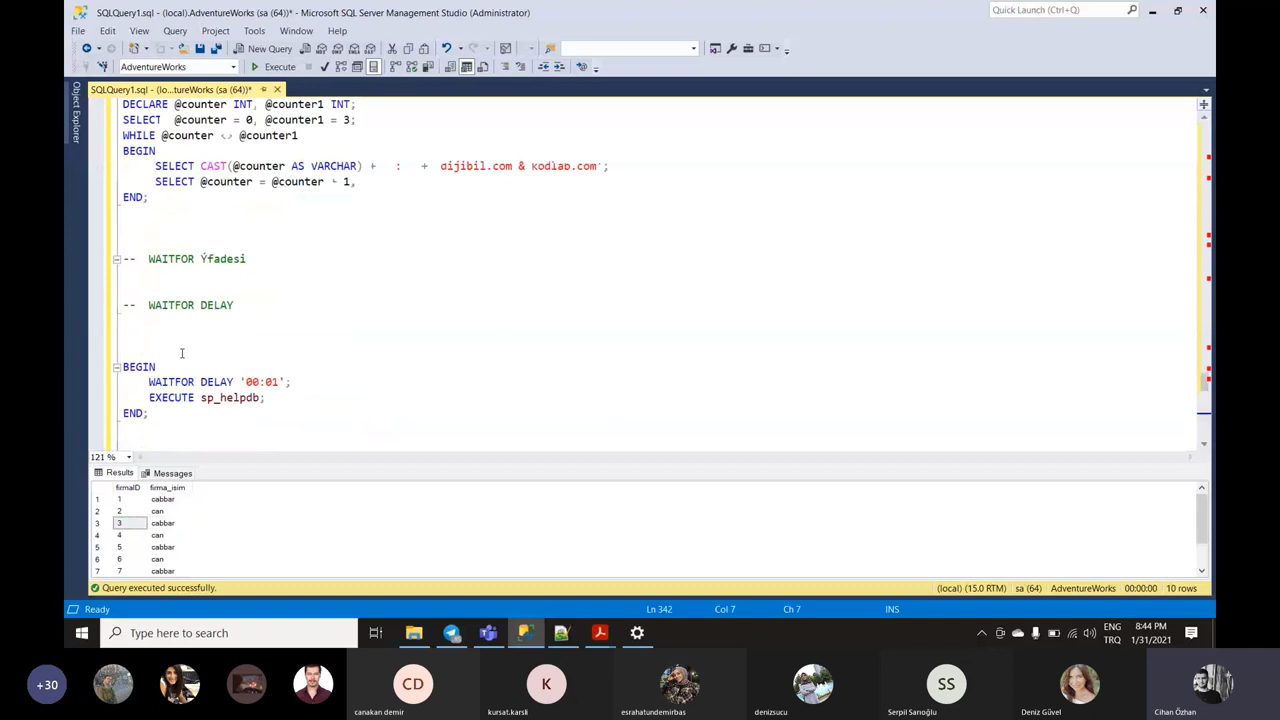 SQLQuery1.sql - (local).AdventureWorks (sa (64))* - Microsoft SQL Server Management Studio (Administrator)
Quick Launch (Ctrl+Q)
File Edit View Query Project Tools Window Help
New Query
AdventureWorks Execute
SQLQuery1.sql - (lo...tureWorks (sa (64))*
Object Explorer
DECLARE @counter INT, @counter1 INT;
SELECT @counter = 0, @counter1 = 3;
WHILE @counter <> @counter1
BEGIN
SELECT CAST(@counter AS VARCHAR) + : + dijibil.com & Kodlab.com';
SELECT @counter = @counter + 1;
END;
-- WAITFOR Ýfadesi
-- WAITFOR DELAY
BEGIN
WAITFOR DELAY '00:01';
EXECUTE sp_helpdb;
END;
121 %
Results Messages
firmaID firma_isim
1 1 cabbar
2 2 can
3 3 cabbar
4 4 can
5 5 cabbar
6 6 can
7 7 cabbar
Query executed successfully. (local) (15.0 RTM) sa (64) AdventureWorks 00:00:00 10 rows
Ready Ln 342 Col 7 Ch 7 INS
Type here to search
ENG 8:44 PM
TRQ 1/31/2021
+30 CD K SS
canakan demir kursat.karsli esrahatundemirbas denizsucu Serpil Sarıoğlu Deniz Güvel Cihan Özhan